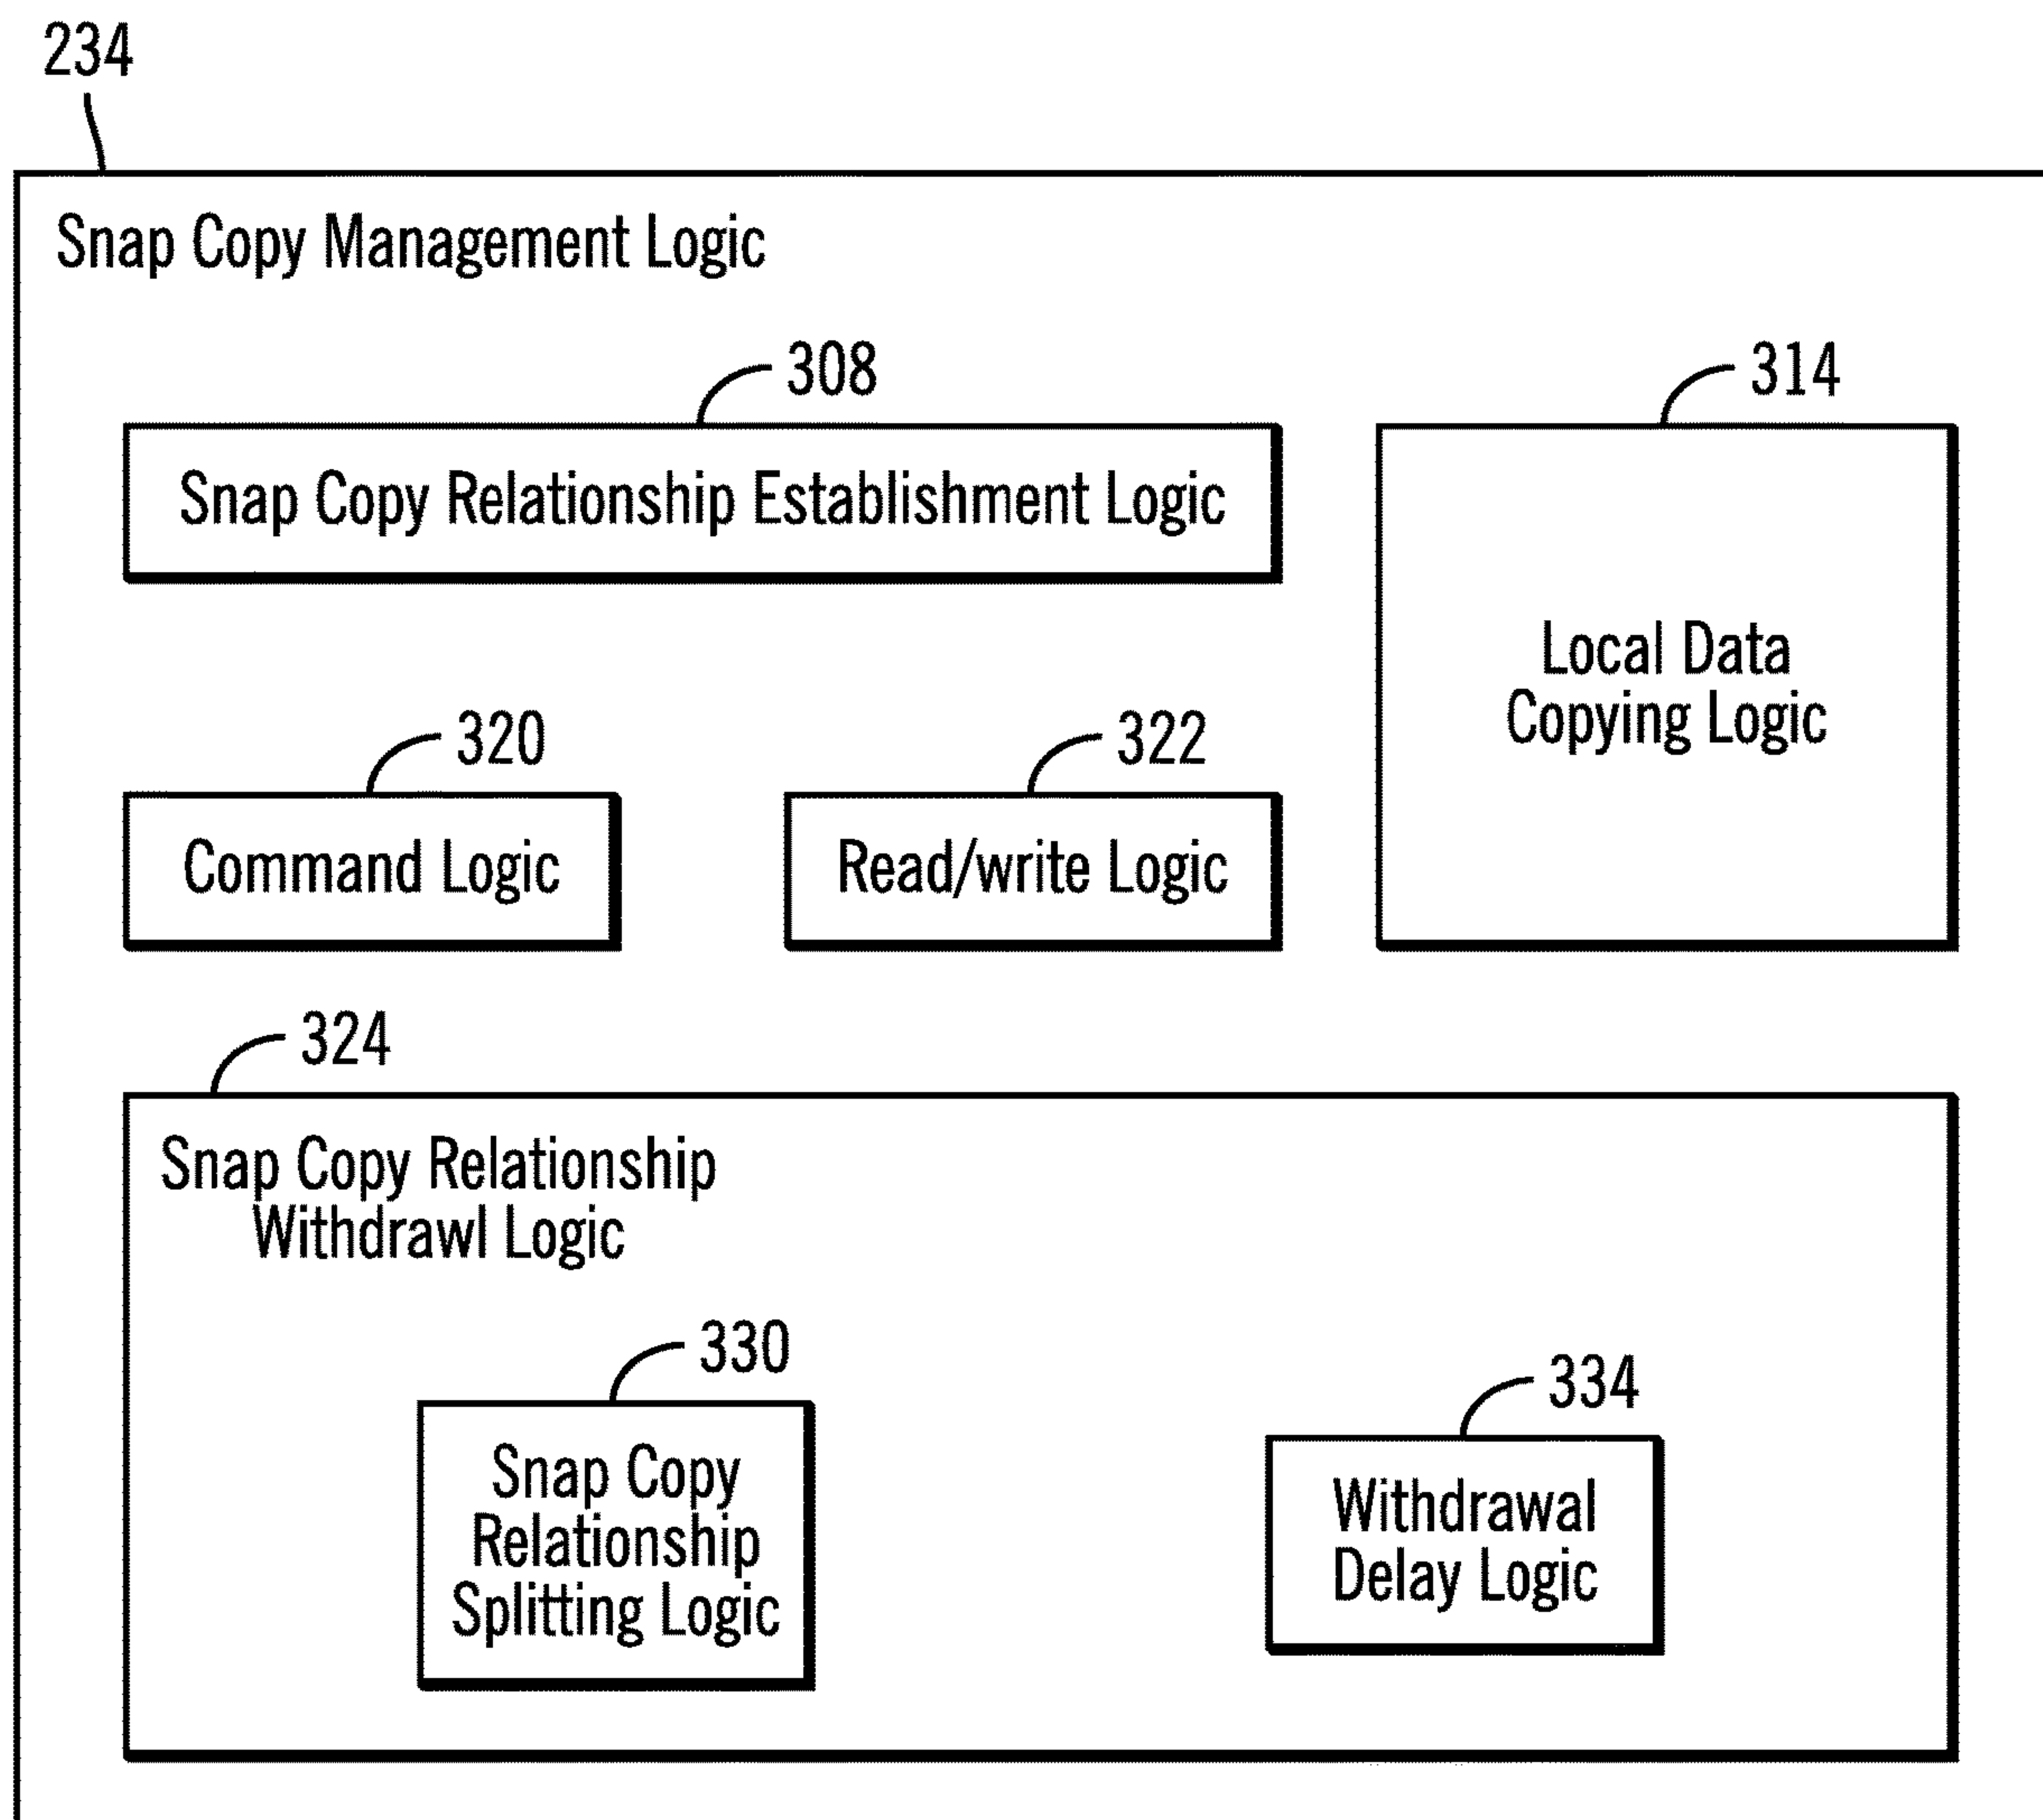 234
Snap Copy Management Logic
308
Snap Copy Relationship Establishment Logic
314
Local Data
Copying Logic
320
Command Logic
322
Read/write Logic
324
Snap Copy Relationship
Withdrawl Logic
330
Snap Copy
Relationship
Splitting Logic
334
Withdrawal
Delay Logic